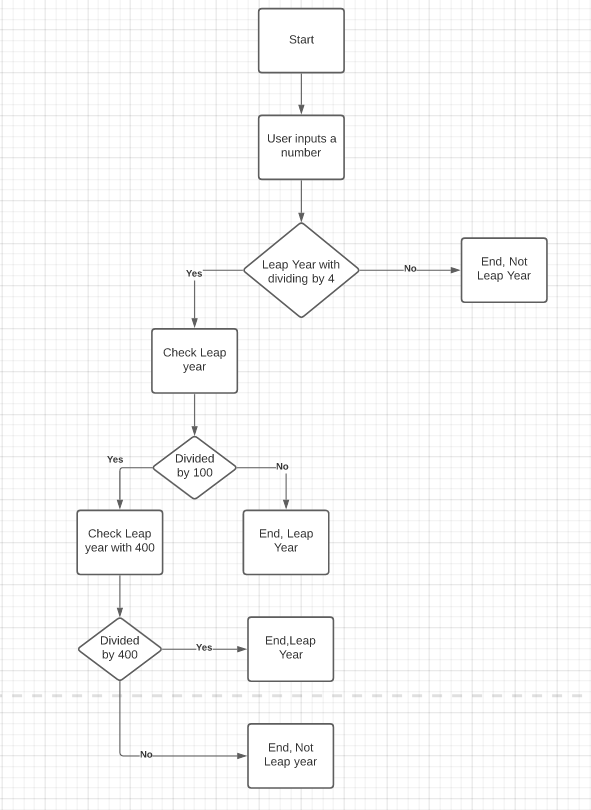 Start
User inputs a
number
Leap Year with
dividing by 4
Yes
No
End, Not
Leap Year
Check Leap
year
Divided
by 100
Yes
No
Check Leap
year with 400
End, Leap
Year
Divided
by 400
Yes
End,Leap
Year
No
End, Not
Leap year